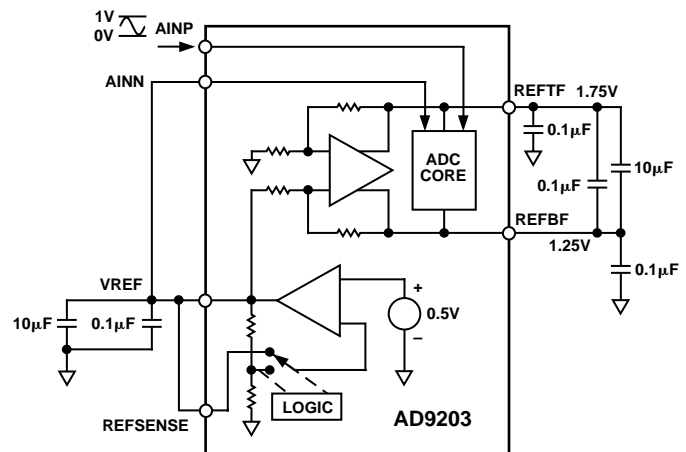 1V
0V
AINP
AINN
REFTF
1.75V
0.1μF
ADC
CORE
0.1μF
10μF
REFBF
1.25V
VREF
+
0.5V
–
0.1μF
10μF
0.1μF
LOGIC
AD9203
REFSENSE